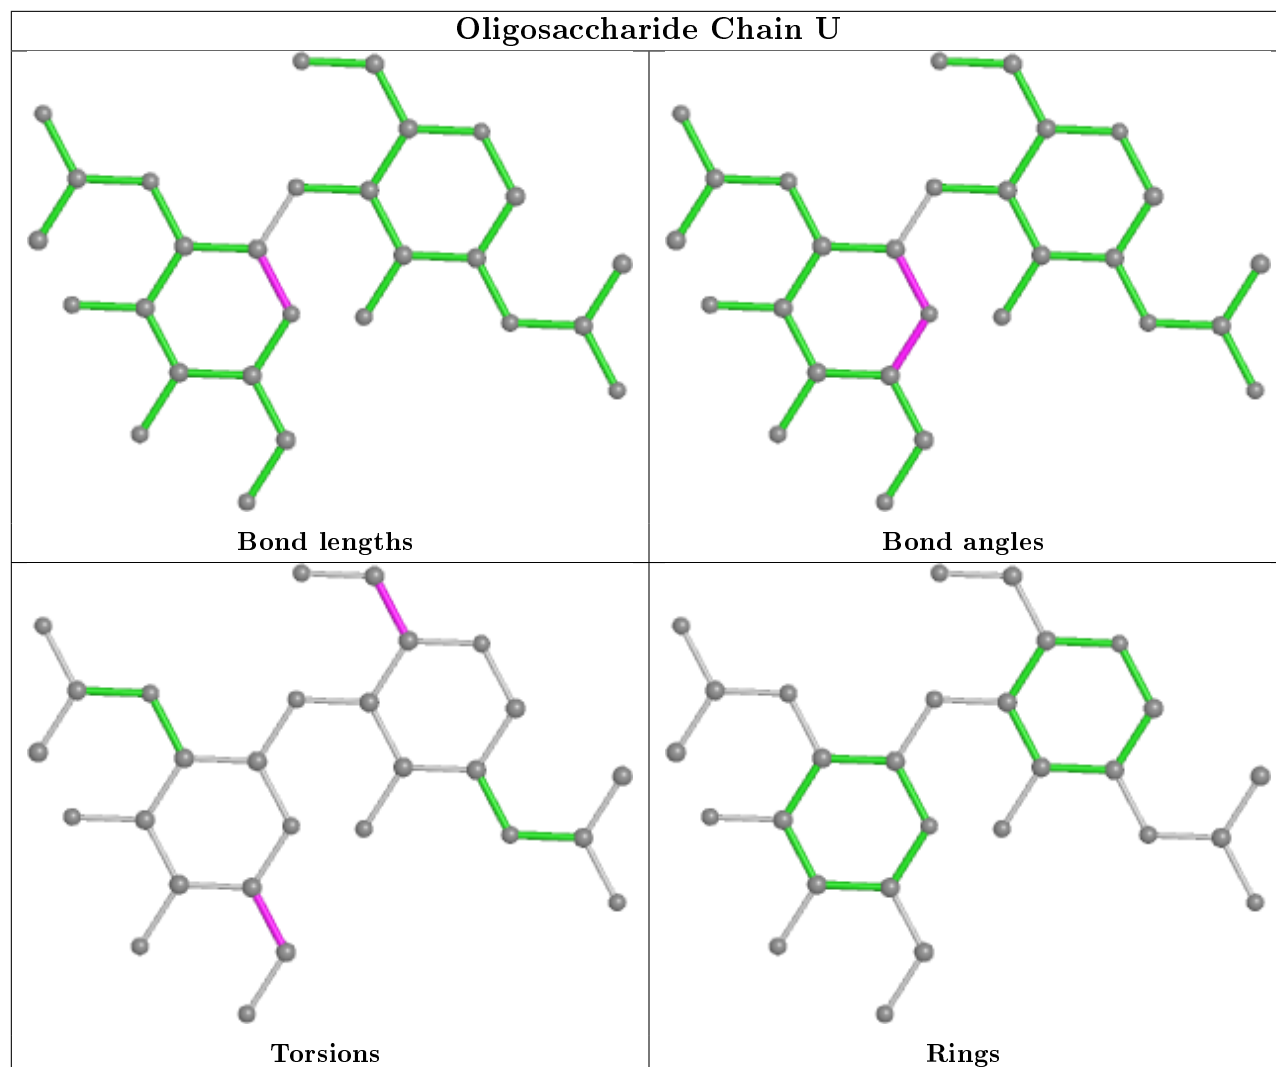 Oligosaccharide Chain U
Bond lengths
Bond angles
Torsions
Rings